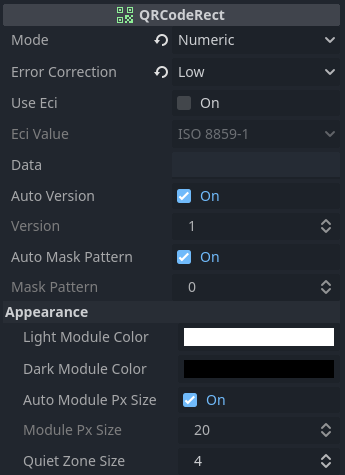 QRCodeRect
Mode Numeric
Error Correction Low
Use Eci On
Eci Value ISO 8859-1
Data
Auto Version On
Version 1
Auto Mask Pattern On
Mask Pattern 0
Appearance
Light Module Color
Dark Module Color
Auto Module Px Size On
Module Px Size 20
Quiet Zone Size 4